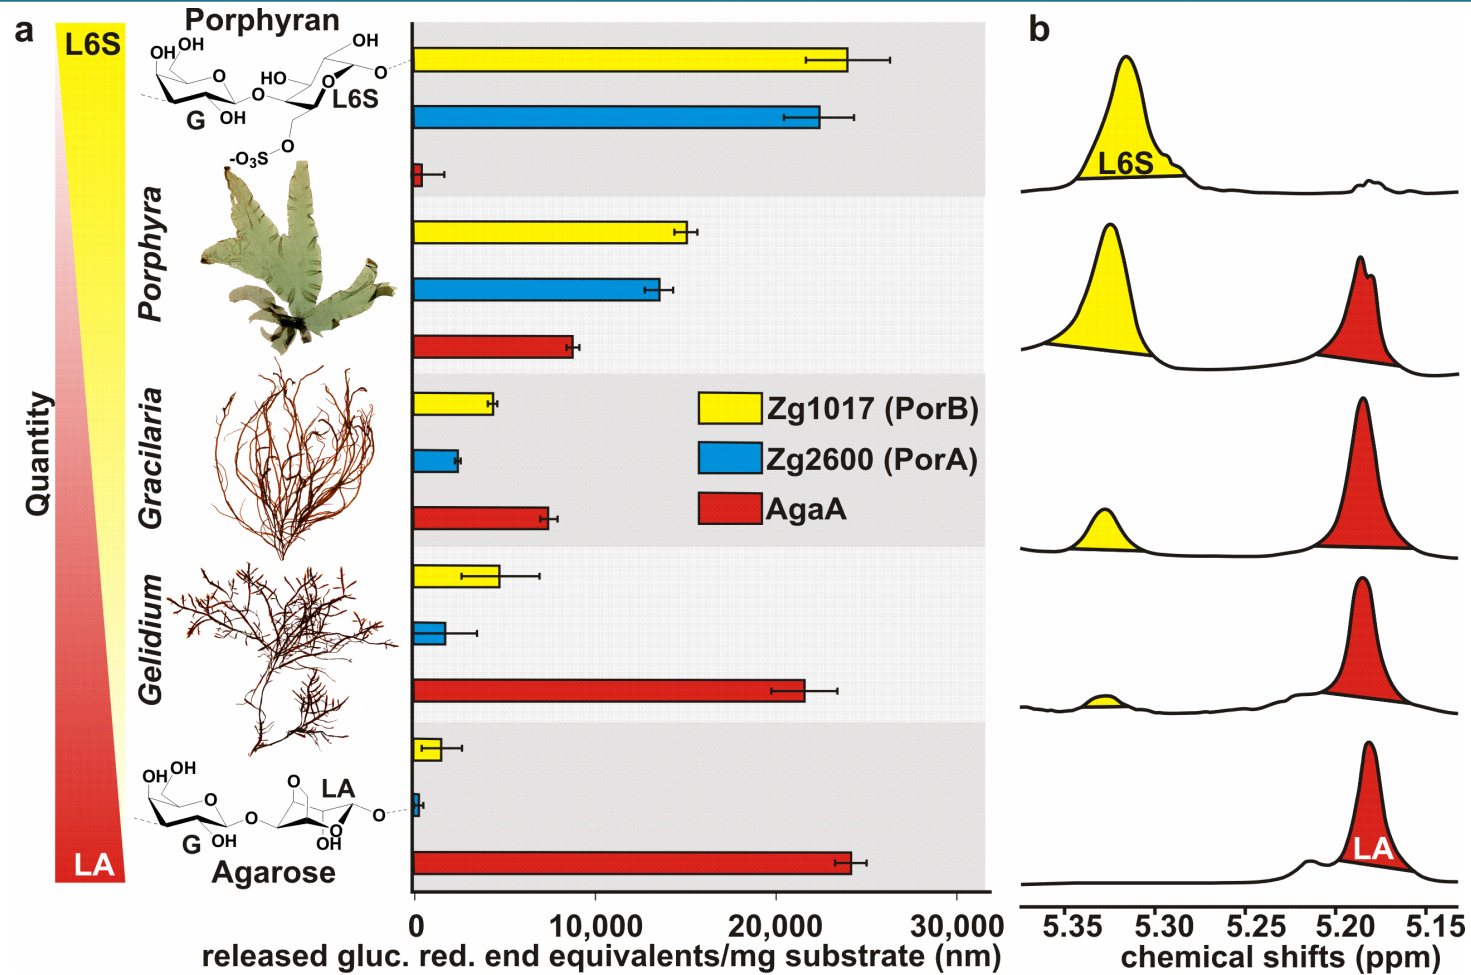 a
b
L6S
Porphyran
OH
OH
OH
O
HO
O
O
O
L6S
G
OH
O
-O3S
L6S
Porphyra
Gracilaria
Quantity
Zg1017 (PorB)
Zg2600 (PorA)
AgaA
Gelidium
OH
OH
O
LA
O
O
O
O
G
OH
OH
LA
Agarose
LA
0 10,000 20,000 30,000
released gluc. red. end equivalents/mg substrate (nm)
5.35 5.30 5.25 5.20 5.15
chemical shifts (ppm)